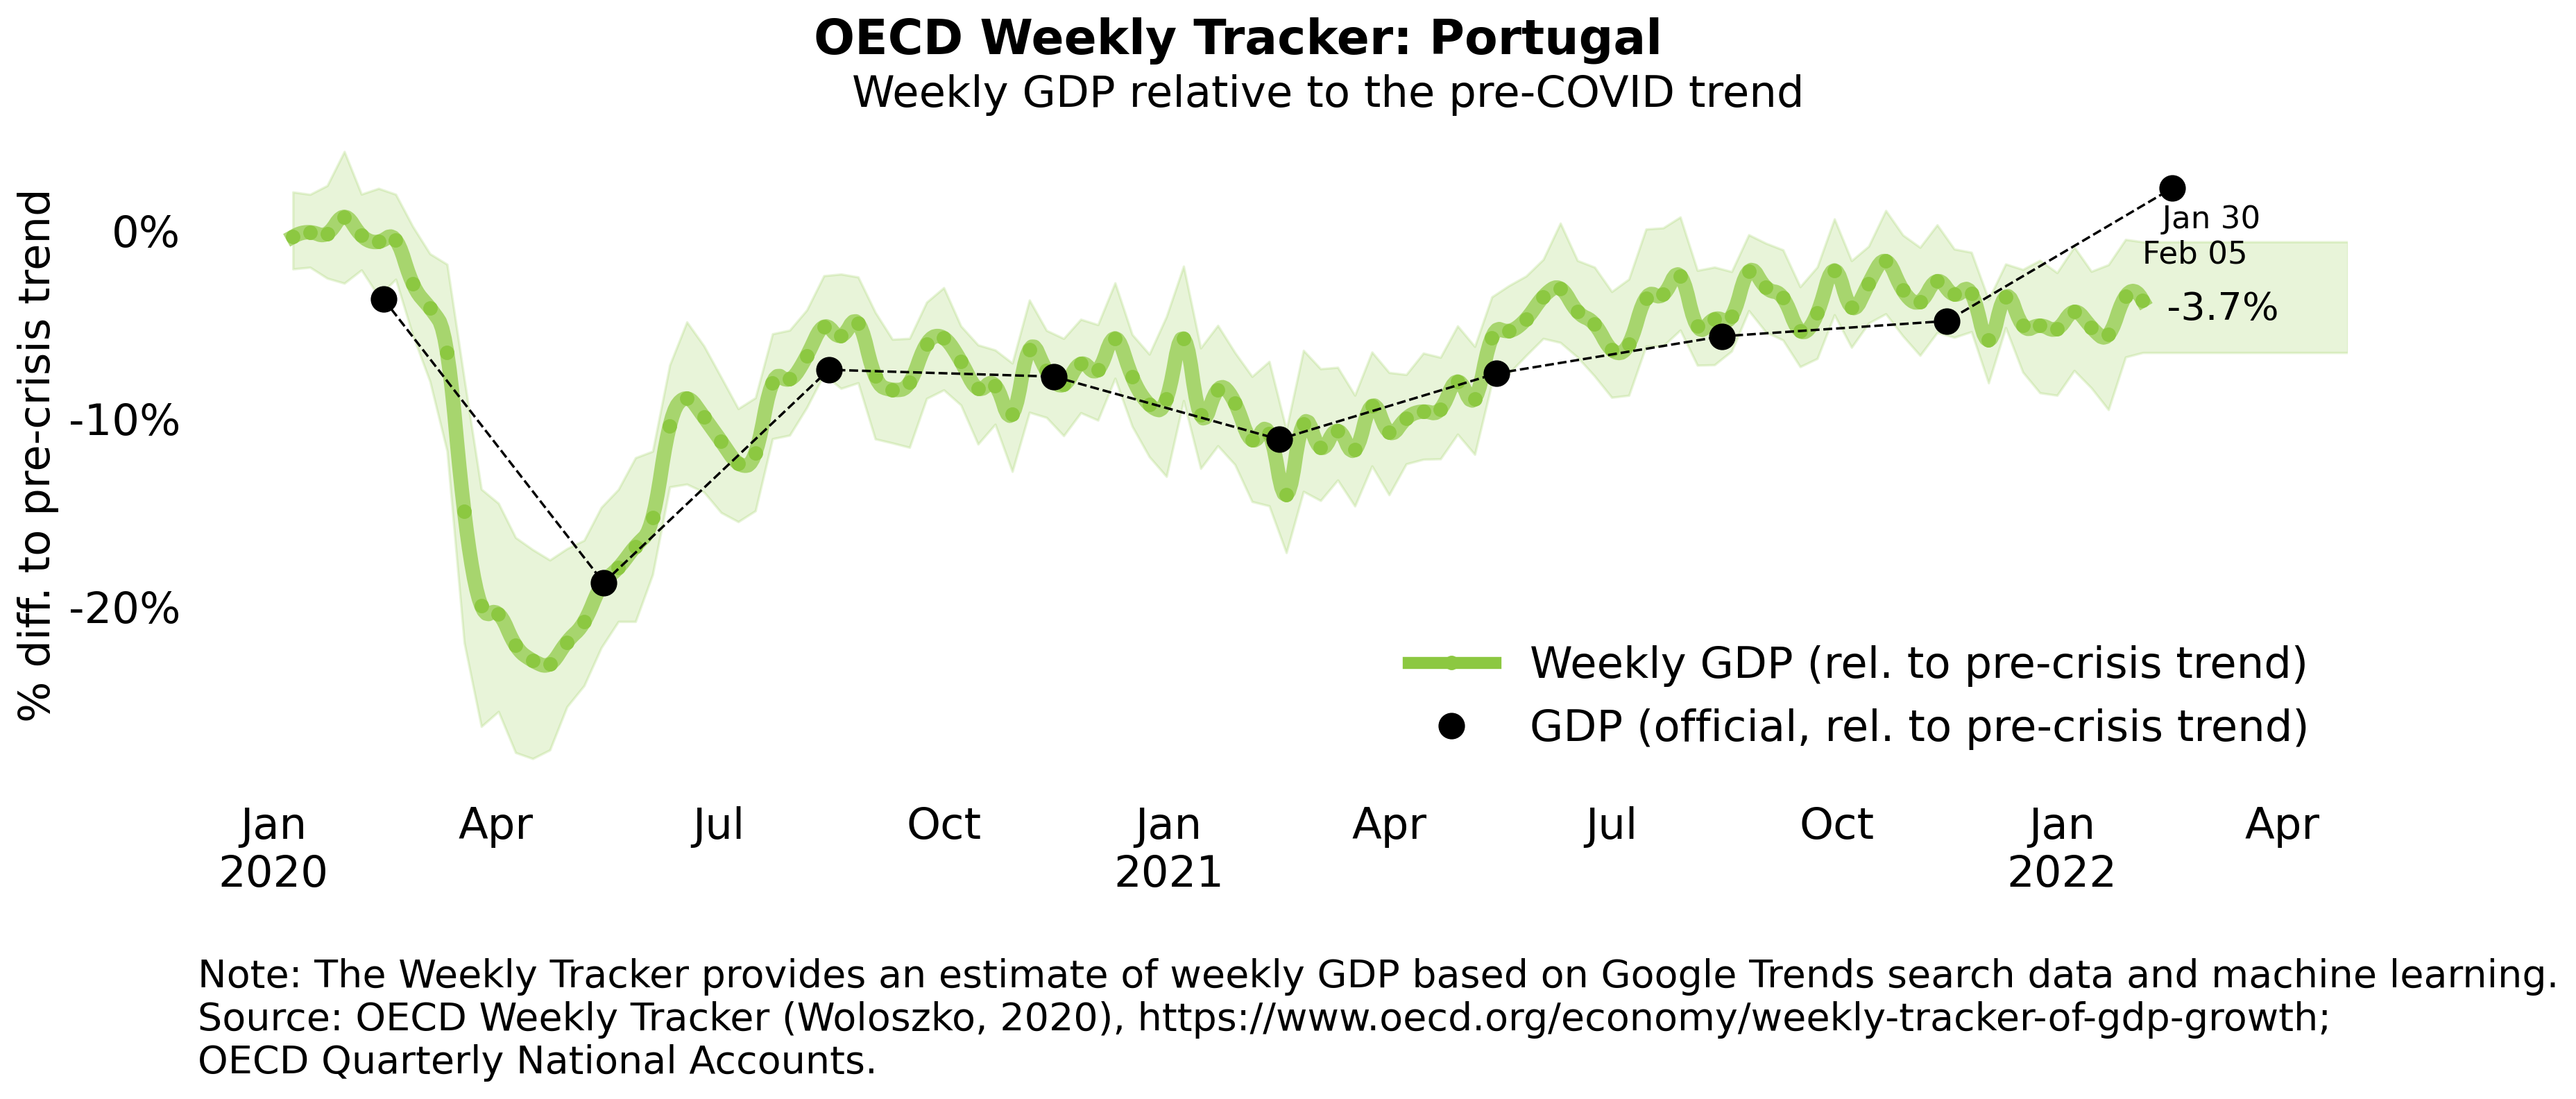 OECD Weekly Tracker: Portugal
Weekly GDP relative to the pre-COVID trend
% diff. to pre-crisis trend
0%
-10%
-20%
Jan 30
Feb 05
-3.7%
Weekly GDP (rel. to pre-crisis trend)
GDP (official, rel. to pre-crisis trend)
Jan Apr Jul Oct Jan Apr Jul Oct Jan Apr
2020 2021 2022
Note: The Weekly Tracker provides an estimate of weekly GDP based on Google Trends search data and machine learning.
Source: OECD Weekly Tracker (Woloszko, 2020), https://www.oecd.org/economy/weekly-tracker-of-gdp-growth;
OECD Quarterly National Accounts.